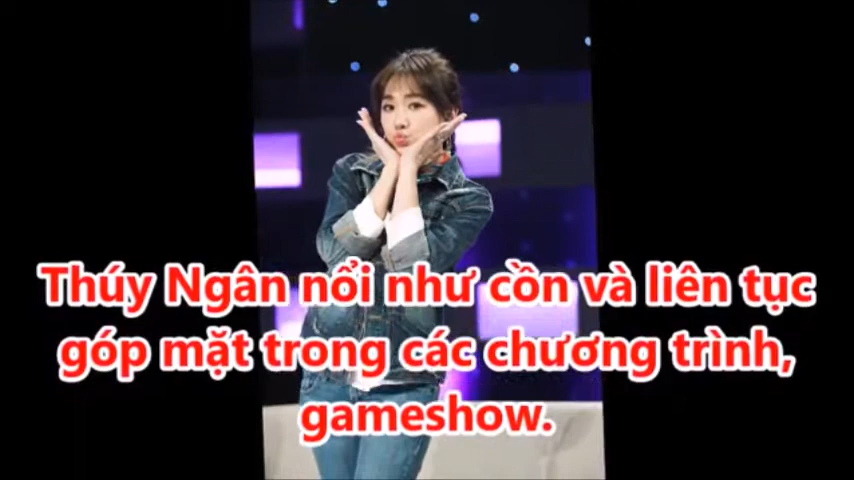 Thúy Ngân nổi như cồn và liên tục
góp mặt trong các chương trình,
gameshow.